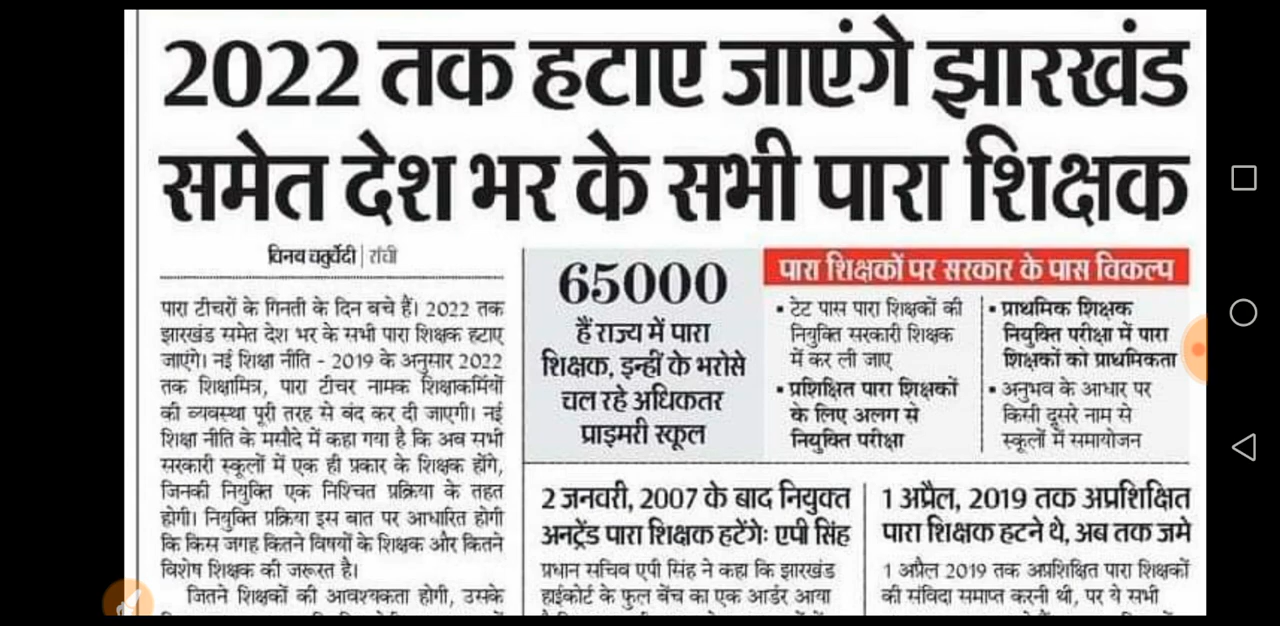 2022 तक हटाए जाएंगे झारखंड
समेत देश भर के सभी पारा शिक्षक
विनय चतुर्वेदी | रांची
पारा टीचरों के गिनती के दिन बचे हैं। 2022 तक
झारखंड समेत देश भर के सभी पारा शिक्षक हटाए
जाएंगे। नई शिक्षा नीति - 2019 के अनुसार 2022
तक शिक्षामित्र, पारा टीचर नामक शिक्षाकर्मियों
की व्यवस्था पूरी तरह से बंद कर दी जाएगी। नई
शिक्षा नीति के मसौदे में कहा गया है कि अब सभी
सरकारी स्कूलों में एक ही प्रकार के शिक्षक होंगे,
जिनकी नियुक्ति एक निश्चित प्रक्रिया के तहत
होगी। नियुक्ति प्रक्रिया इस बात पर आधारित होगी
कि किस जगह कितने विषयों के शिक्षक और कितने
विशेष शिक्षक की जरूरत है।
जितने शिक्षकों की आवश्यकता होगी, उसके
65000
हैं राज्य में पारा
शिक्षक, इन्हीं के भरोसे
चल रहे अधिकतर
प्राइमरी स्कूल
पारा शिक्षकों पर सरकार के पास विकल्प
▪ टेट पास पारा शिक्षकों की
नियुक्ति सरकारी शिक्षक
में कर ली जाए
▪ प्रशिक्षित पारा शिक्षकों
के लिए अलग से
नियुक्ति परीक्षा
▪ प्राथमिक शिक्षक
नियुक्ति परीक्षा में पारा
शिक्षकों को प्राथमिकता
▪ अनुभव के आधार पर
किसी दूसरे नाम से
स्कूलों में समायोजन
2 जनवरी, 2007 के बाद नियुक्त
अनट्रेंड पारा शिक्षक हटेंगेः एपी सिंह
प्रधान सचिव एपी सिंह ने कहा कि झारखंड
हाईकोर्ट के फुल बेंच का एक आर्डर आया
1 अप्रैल, 2019 तक अप्रशिक्षित
पारा शिक्षक हटने थे, अब तक जमे
1 अप्रैल 2019 तक अप्रशिक्षित पारा शिक्षकों
की संविदा समाप्त करनी थी, पर ये सभी